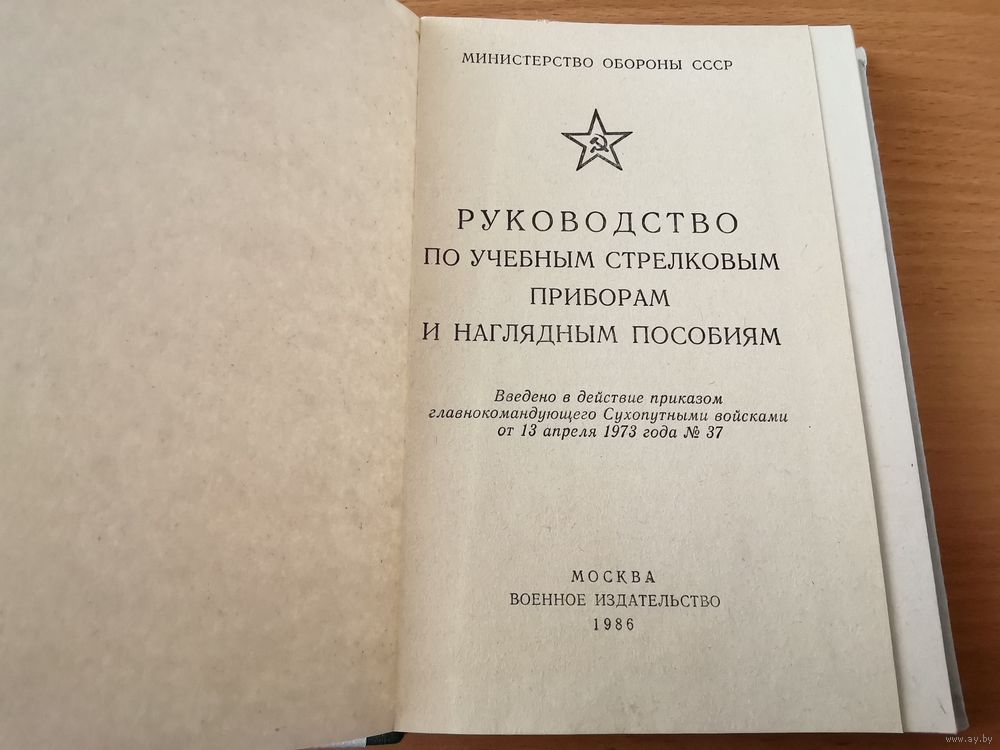 МИНИСТЕРСТВО ОБОРОНЫ СССР
РУКОВОДСТВО
ПО УЧЕБНЫМ СТРЕЛКОВЫМ
ПРИБОРАМ
И НАГЛЯДНЫМ ПОСОБИЯМ
Введено в действие приказом
главнокомандующего Сухопутными войсками
от 13 апреля 1973 года № 37
МОСКВА
ВОЕННОЕ ИЗДАТЕЛЬСТВО
1986
www.ay.by